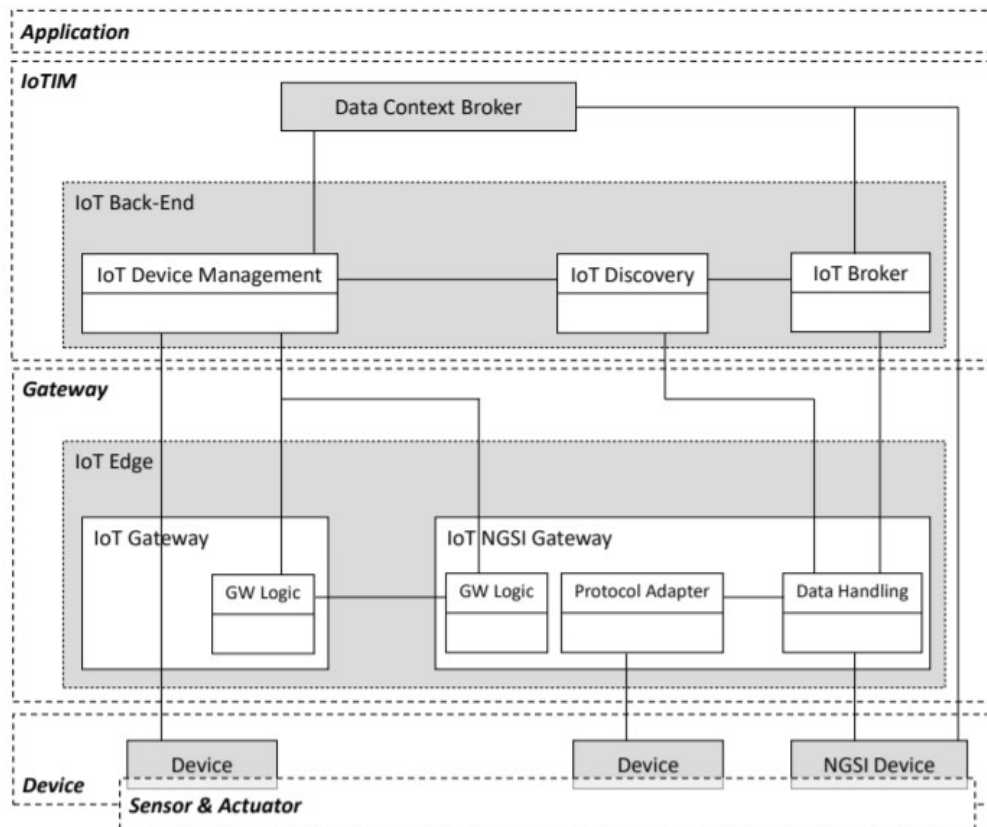 Application
IoTIM
Data Context Broker
IoT Back-End
IoT Device Management
IoT Discovery
IoT Broker
Gateway
IoT Edge
IoT Gateway
IoT NGSI Gateway
GW Logic
GW Logic
Protocol Adapter
Data Handling
Device
Device
NGSI Device
Device
Sensor & Actuator